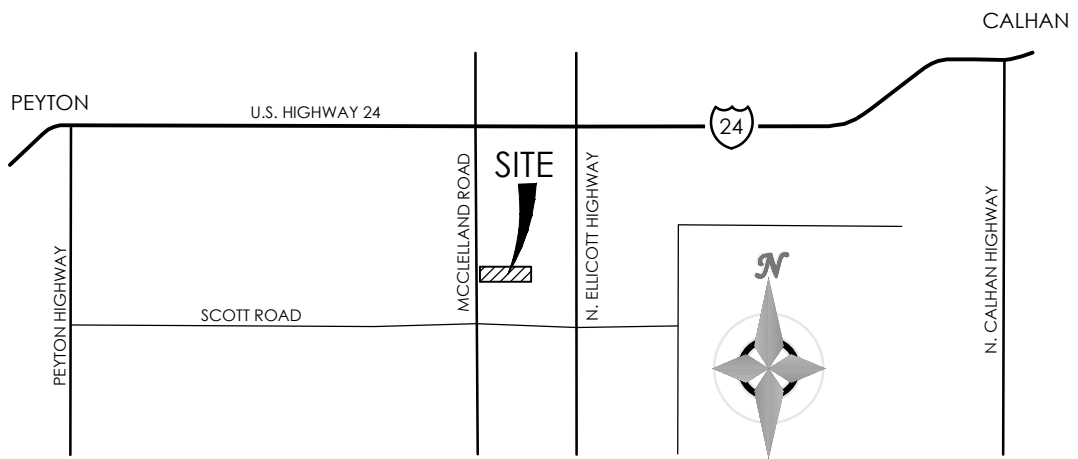 CALHAN
PEYTON
U.S. HIGHWAY 24
24
SITE
MCCLELLAND ROAD
N. ELLICOTT HIGHWAY
N. CALHAN HIGHWAY
PEYTON HIGHWAY
SCOTT ROAD
N